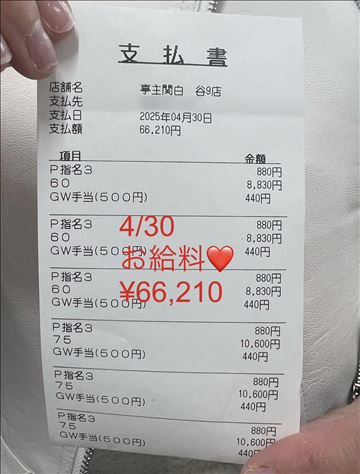 支払書
店舗名 亭主関白 谷9店
支払先
支払日 2025年04月30日
支払額 66,210円
項目 金額
P指名3 880円
60 8,830円
GW手当(500円) 440円
P指名3 880円
60 8,830円
GW手当(500円) 440円
P指名3 880円
60 8,830円
GW手当(500円) 440円
P指名3 880円
75 10,600円
GW手当(500円) 440円
P指名3 880円
75 10,600円
GW手当(500円) 440円
P指名3 880円
75 10,600円
GW手当(500円) 440円
4/30
お給料❤️
¥66,210